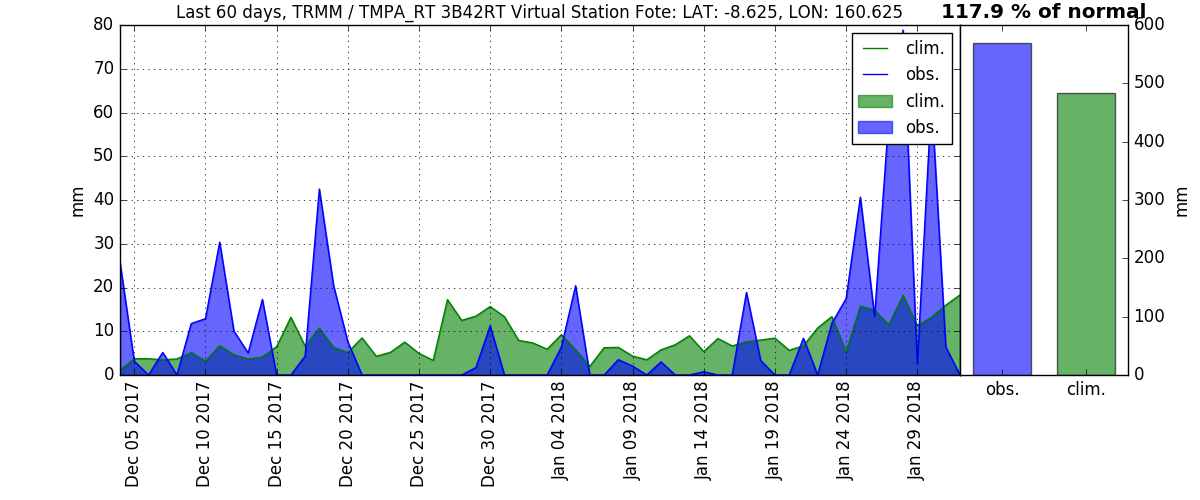 Last 60 days, TRMM / TMPA_RT 3B42RT Virtual Station Fote: LAT: -8.625, LON: 160.625
117.9 % of normal
80
70
60
50
40
30
20
10
0
mm
clim.
obs.
clim.
obs.
600
500
400
300
200
100
0
mm
Dec 05 2017
Dec 10 2017
Dec 15 2017
Dec 20 2017
Dec 25 2017
Dec 30 2017
Jan 04 2018
Jan 09 2018
Jan 14 2018
Jan 19 2018
Jan 24 2018
Jan 29 2018
obs.
clim.